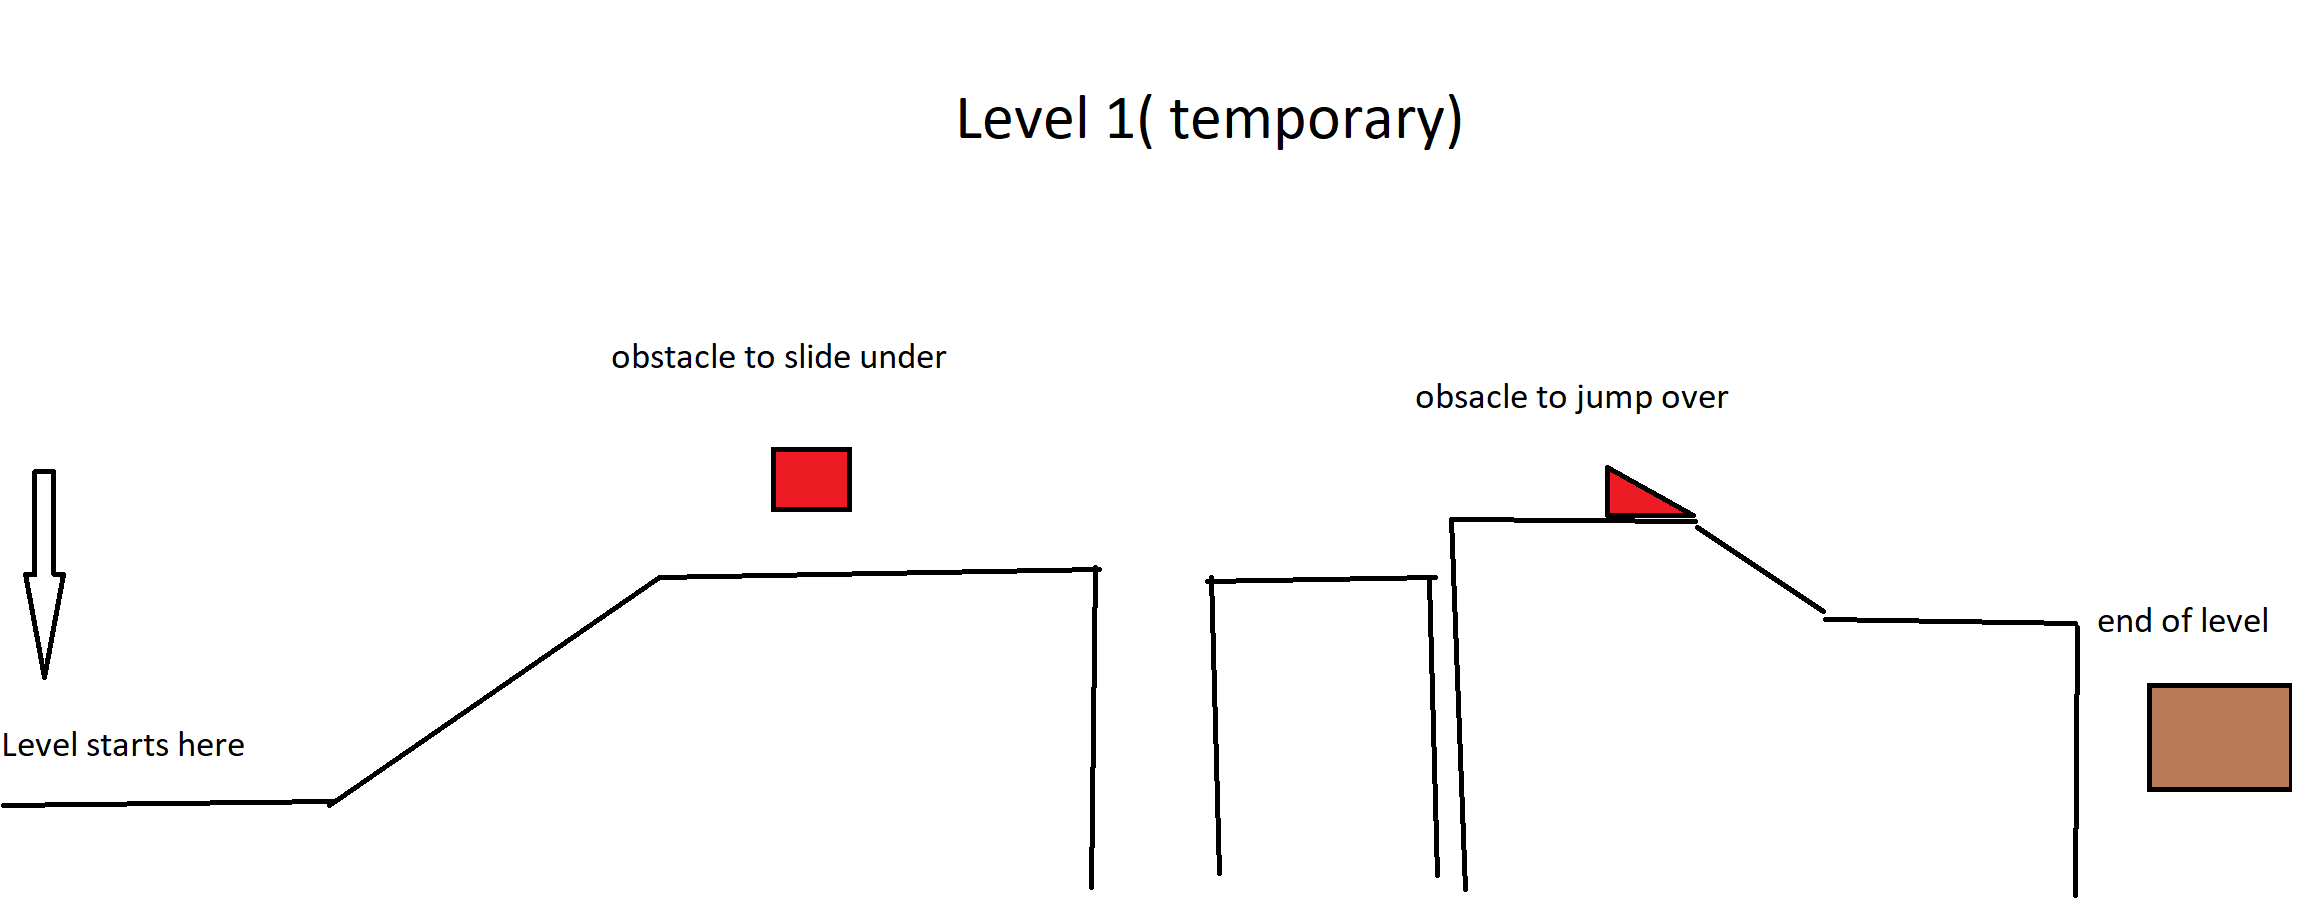 Level 1( temporary)
obstacle to slide under
obsacle to jump over
end of level
Level starts here